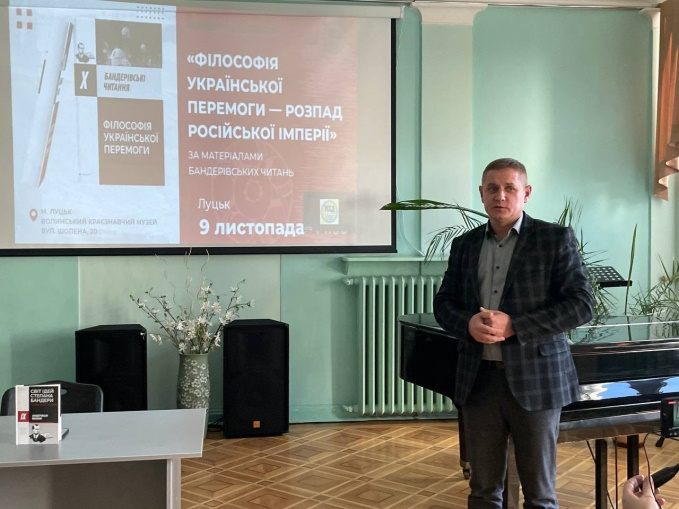 X
БАНДЕРІВСЬКІ
ЧИТАННЯ
ФІЛОСОФІЯ
УКРАЇНСЬКОЇ
ПЕРЕМОГИ
М. ЛУЦЬК
ВОЛИНСЬКИЙ КРАЄЗНАВЧИЙ МУЗЕЙ
ВУЛ. ШОПЕНА, 20
«ФІЛОСОФІЯ
УКРАЇНСЬКОЇ
ПЕРЕМОГИ — РОЗПАД
РОСІЙСЬКОЇ ІМПЕРІЇ»
ЗА МАТЕРІАЛАМИ
БАНДЕРІВСЬКИХ ЧИТАНЬ
Луцьк
9 листопада
СВІТ ІДЕЙ
СТЕПАНА
БАНДЕРИ
IX